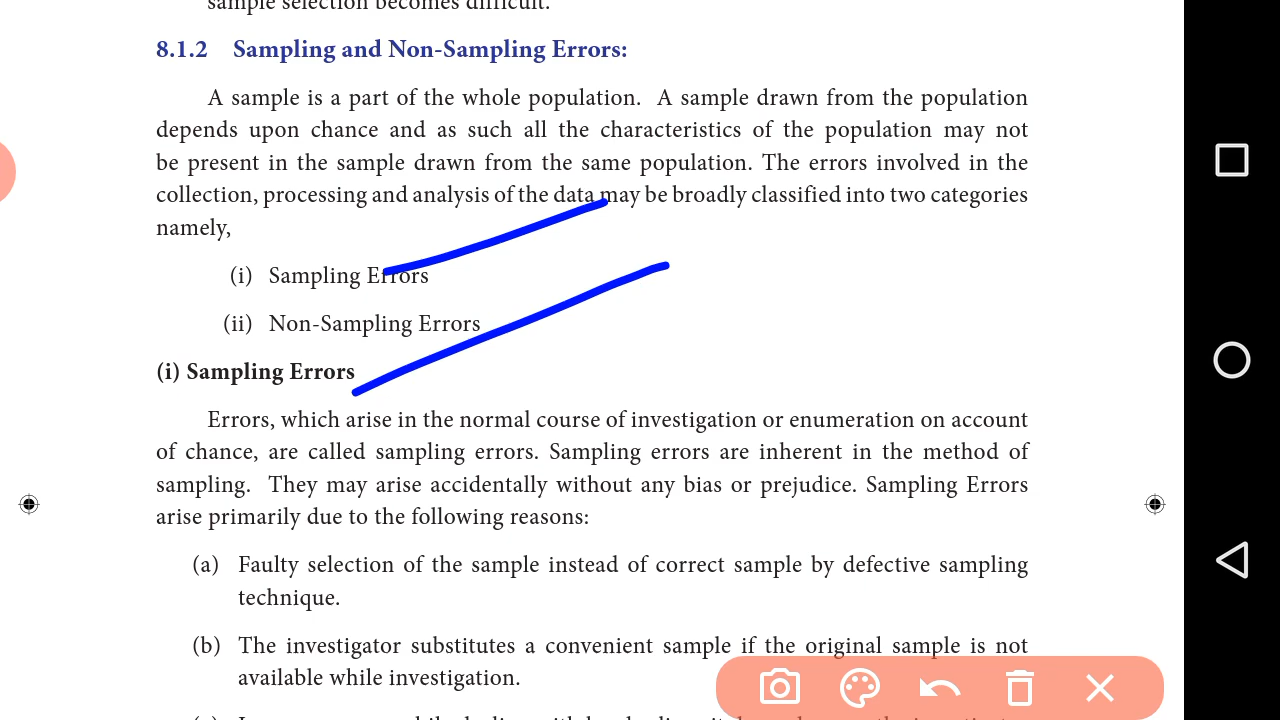 sample selection becomes difficult.
8.1.2 Sampling and Non-Sampling Errors:
A sample is a part of the whole population. A sample drawn from the population
depends upon chance and as such all the characteristics of the population may not
be present in the sample drawn from the same population. The errors involved in the
collection, processing and analysis of the data may be broadly classified into two categories
namely,
(i) Sampling Errors
(ii) Non-Sampling Errors
(i) Sampling Errors
Errors, which arise in the normal course of investigation or enumeration on account
of chance, are called sampling errors. Sampling errors are inherent in the method of
sampling. They may arise accidentally without any bias or prejudice. Sampling Errors
arise primarily due to the following reasons:
(a) Faulty selection of the sample instead of correct sample by defective sampling
technique.
(b) The investigator substitutes a convenient sample if the original sample is not
available while investigation.